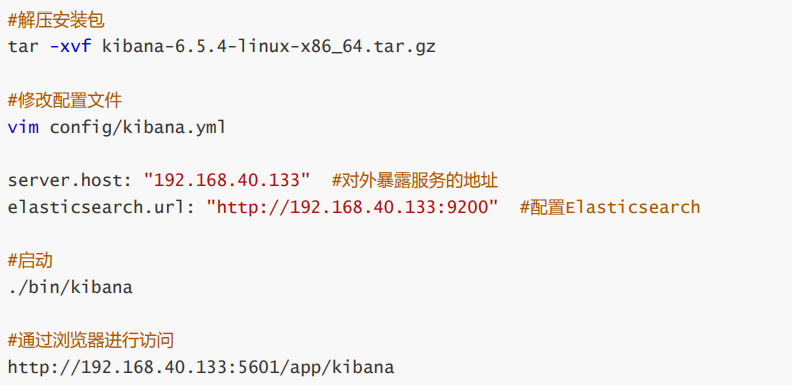 #解压安装包
tar -xvf kibana-6.5.4-linux-x86_64.tar.gz
#修改配置文件
vim config/kibana.yml
server.host: "192.168.40.133"  #对外暴露服务的地址
elasticsearch.url: "http://192.168.40.133:9200"  #配置Elasticsearch
#启动
./bin/kibana
#通过浏览器进行访问
http://192.168.40.133:5601/app/kibana